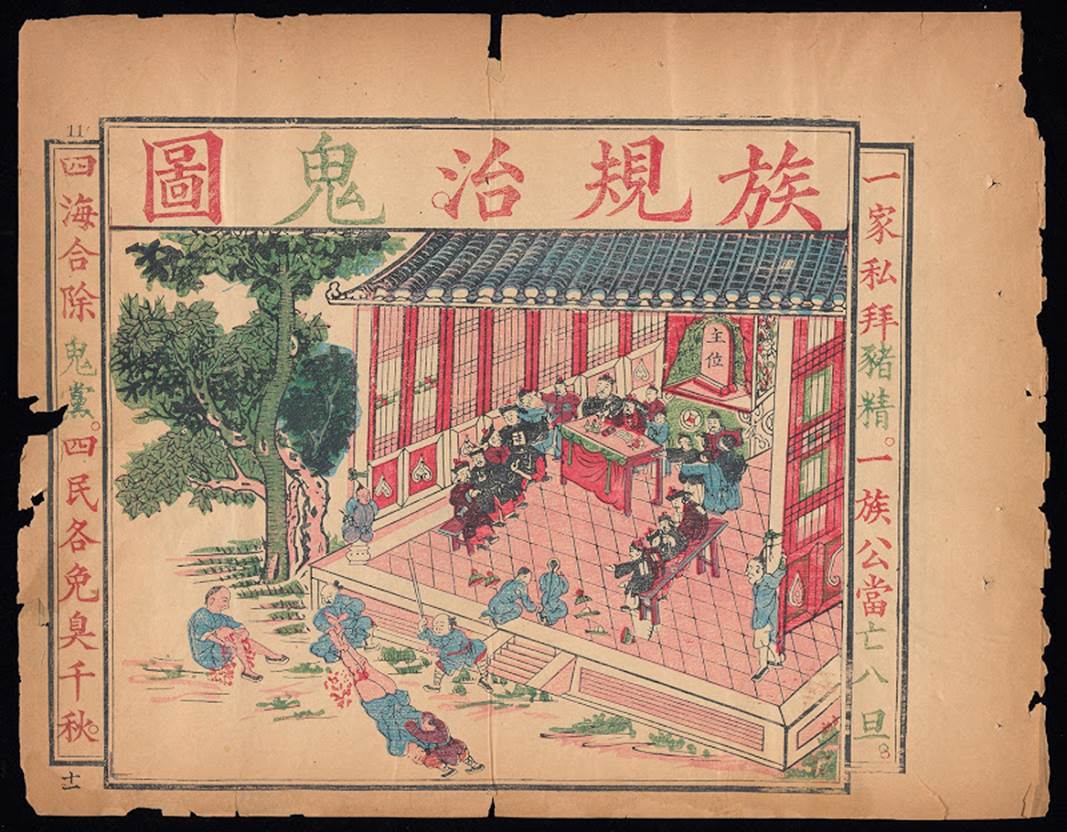 族規治鬼圖
一家私拜豬精。一族公當亡八旦。
主位
11
四海合除鬼黨。四民各免臭千秋。
十一